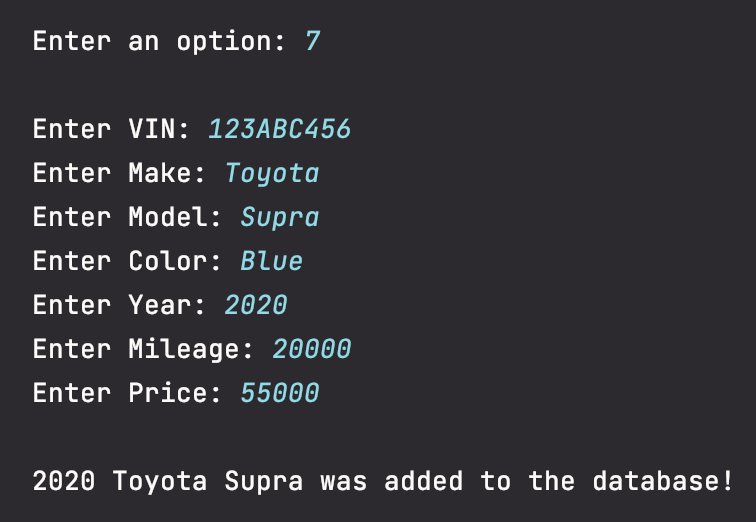 Enter an option: 7
Enter VIN: 123ABC456
Enter Make: Toyota
Enter Model: Supra
Enter Color: Blue
Enter Year: 2020
Enter Mileage: 20000
Enter Price: 55000
2020 Toyota Supra was added to the database!